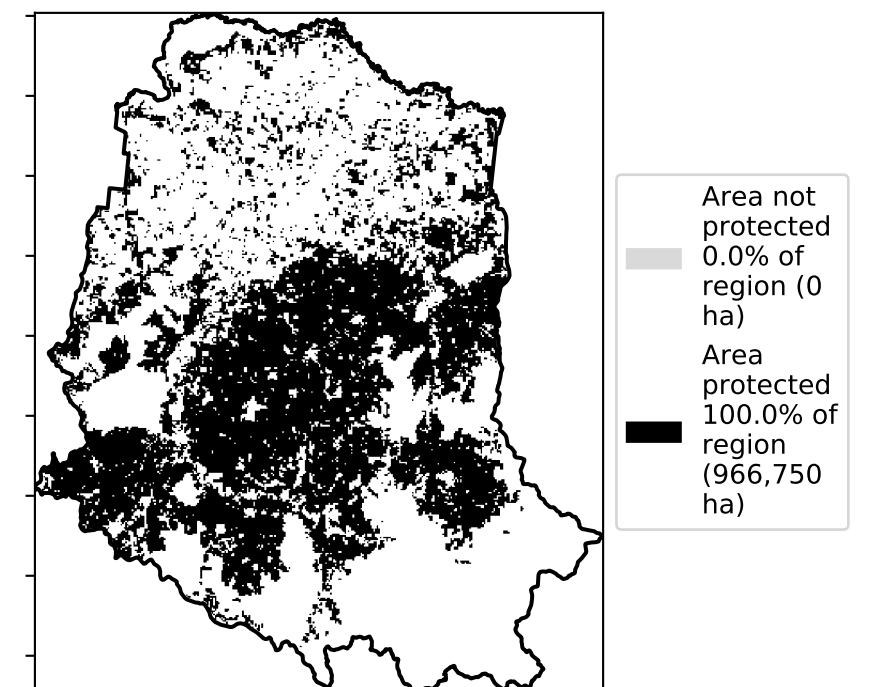 Area not
protected
0.0% of
region (0
ha)
Area
protected
100.0% of
region
(966,750
ha)